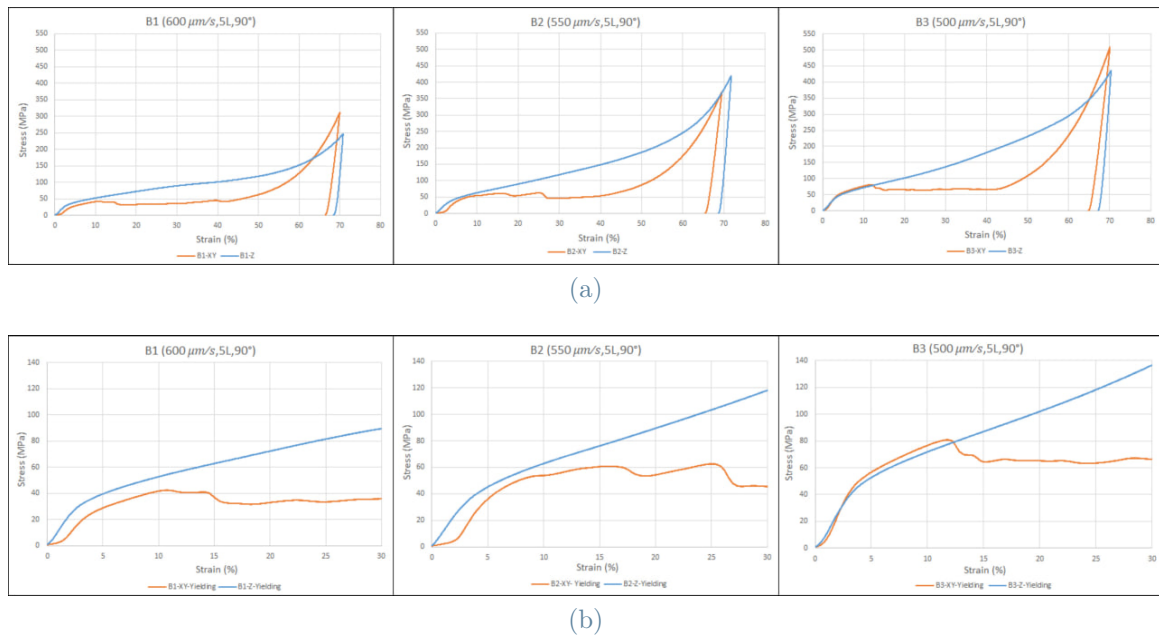 B1 (600 μm/s,5L,90°)
Stress (MPa)
550
500
450
400
350
300
250
200
150
100
50
0
0 10 20 30 40 50 60 70 80
Strain (%)
B1-XY B1-Z
B2 (550 μm/s,5L,90°)
Stress (MPa)
550
500
450
400
350
300
250
200
150
100
50
0
0 10 20 30 40 50 60 70 80
Strain (%)
B2-XY B2-Z
B3 (500 μm/s,5L,90°)
Stress (MPa)
550
500
450
400
350
300
250
200
150
100
50
0
0 10 20 30 40 50 60 70 80
Strain (%)
B3-XY B3-Z
(a)
B1 (600 μm/s,5L,90°)
Stress (MPa)
140
120
100
80
60
40
20
0
0 5 10 15 20 25 30
Strain (%)
B1-XY-Yielding B1-Z-Yielding
B2 (550 μm/s,5L,90°)
Stress (MPa)
140
120
100
80
60
40
20
0
0 5 10 15 20 25 30
Strain (%)
B2-XY- Yielding B2-Z-Yielding
B3 (500 μm/s,5L,90°)
Stress (MPa)
140
120
100
80
60
40
20
0
0 5 10 15 20 25 30
Strain (%)
B3-XY-Yielding B3-Z-Yielding
(b)